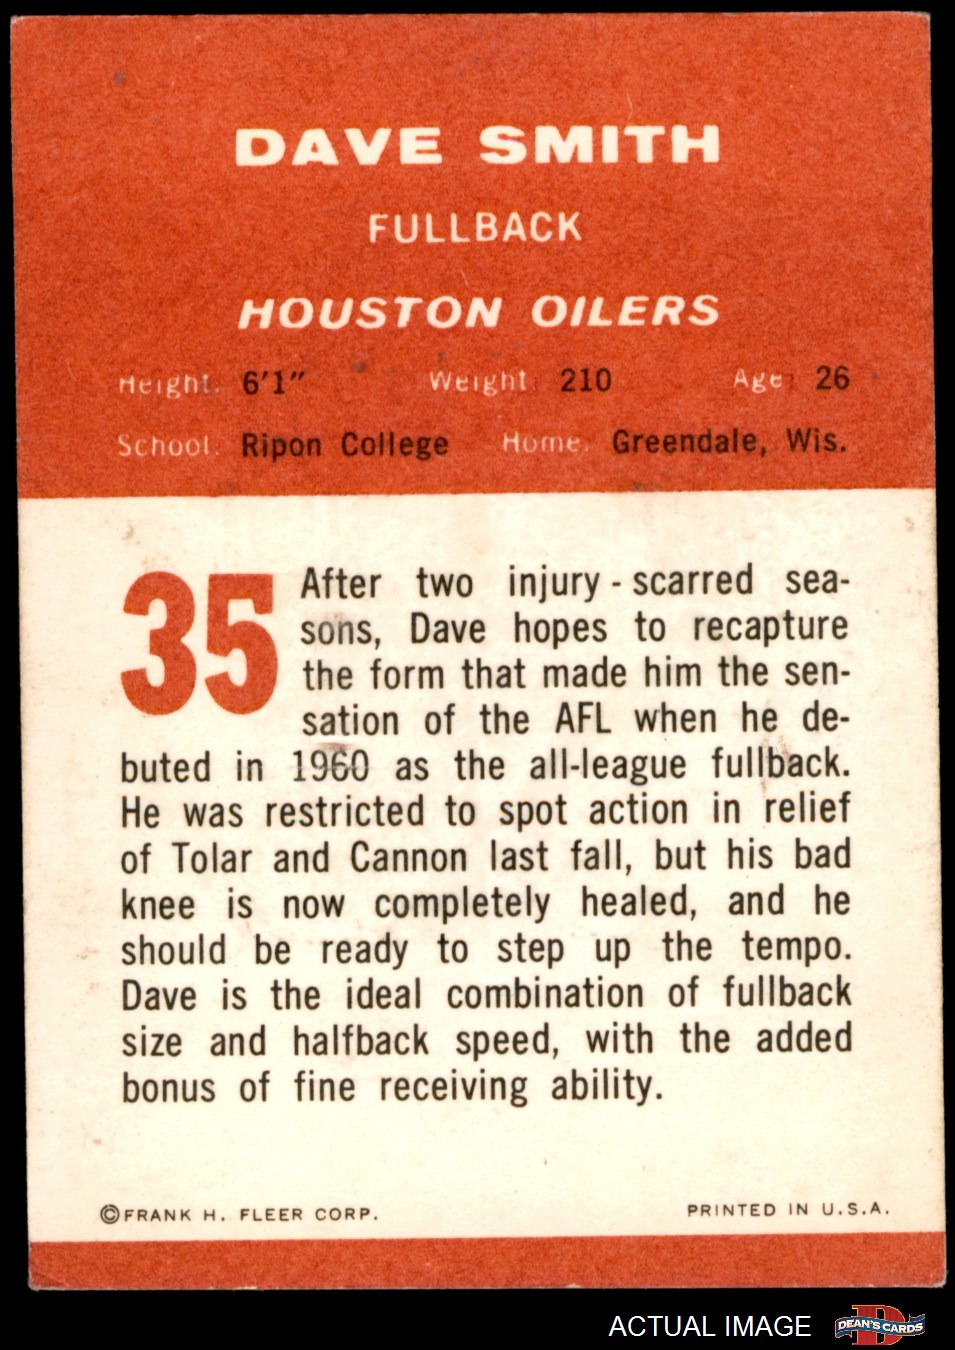 DAVE SMITH
FULLBACK
HOUSTON OILERS
Height: 6'1" Weight: 210 Age: 26
School: Ripon College Home: Greendale, Wis.
35
After two injury-scarred sea-
sons, Dave hopes to recapture
the form that made him the sen-
sation of the AFL when he de-
buted in 1960 as the all-league fullback.
He was restricted to spot action in relief
of Tolar and Cannon last fall, but his bad
knee is now completely healed, and he
should be ready to step up the tempo.
Dave is the ideal combination of fullback
size and halfback speed, with the added
bonus of fine receiving ability.
©FRANK H. FLEER CORP. PRINTED IN U.S.A.
ACTUAL IMAGE
D
DEAN'S CARDS